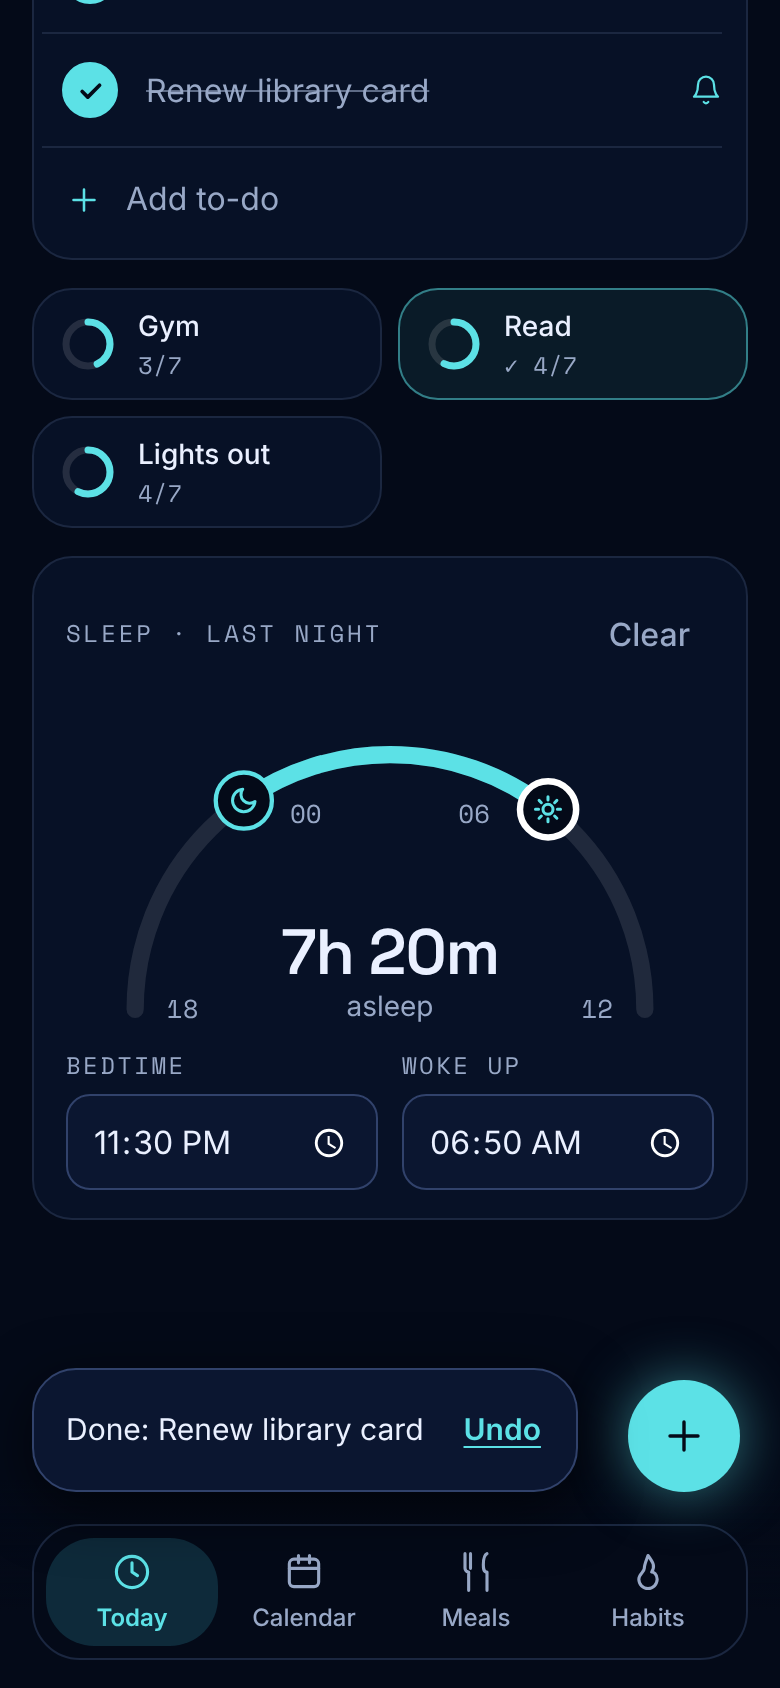 Renew library card
Add to-do
Gym
3/7
Read
✓ 4/7
Lights out
4/7
SLEEP · LAST NIGHT
Clear
00
06
7h 20m
18
asleep
12
BEDTIME
WOKE UP
11:30 PM
06:50 AM
Done: Renew library card
Undo
Today
Calendar
Meals
Habits